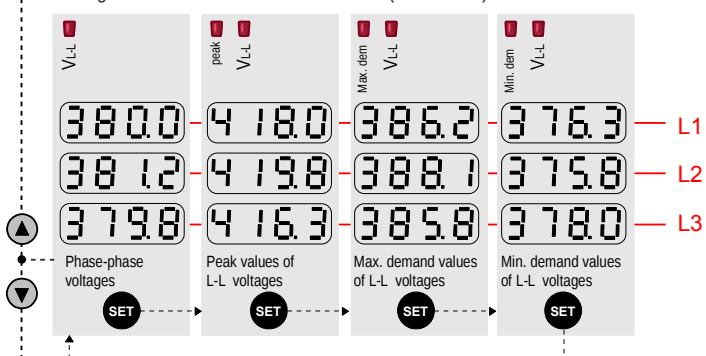 VL-L
peak VL-L
Max. dem VL-L
Min. dem VL-L
380.0 418.0 386.2 376.3 L1
381.2 419.8 388.1 375.8 L2
379.8 416.3 385.8 378.0 L3
Phase-phase
voltages
Peak values of
L-L voltages
Max. demand values
of L-L voltages
Min. demand values
of L-L voltages
SET SET SET SET